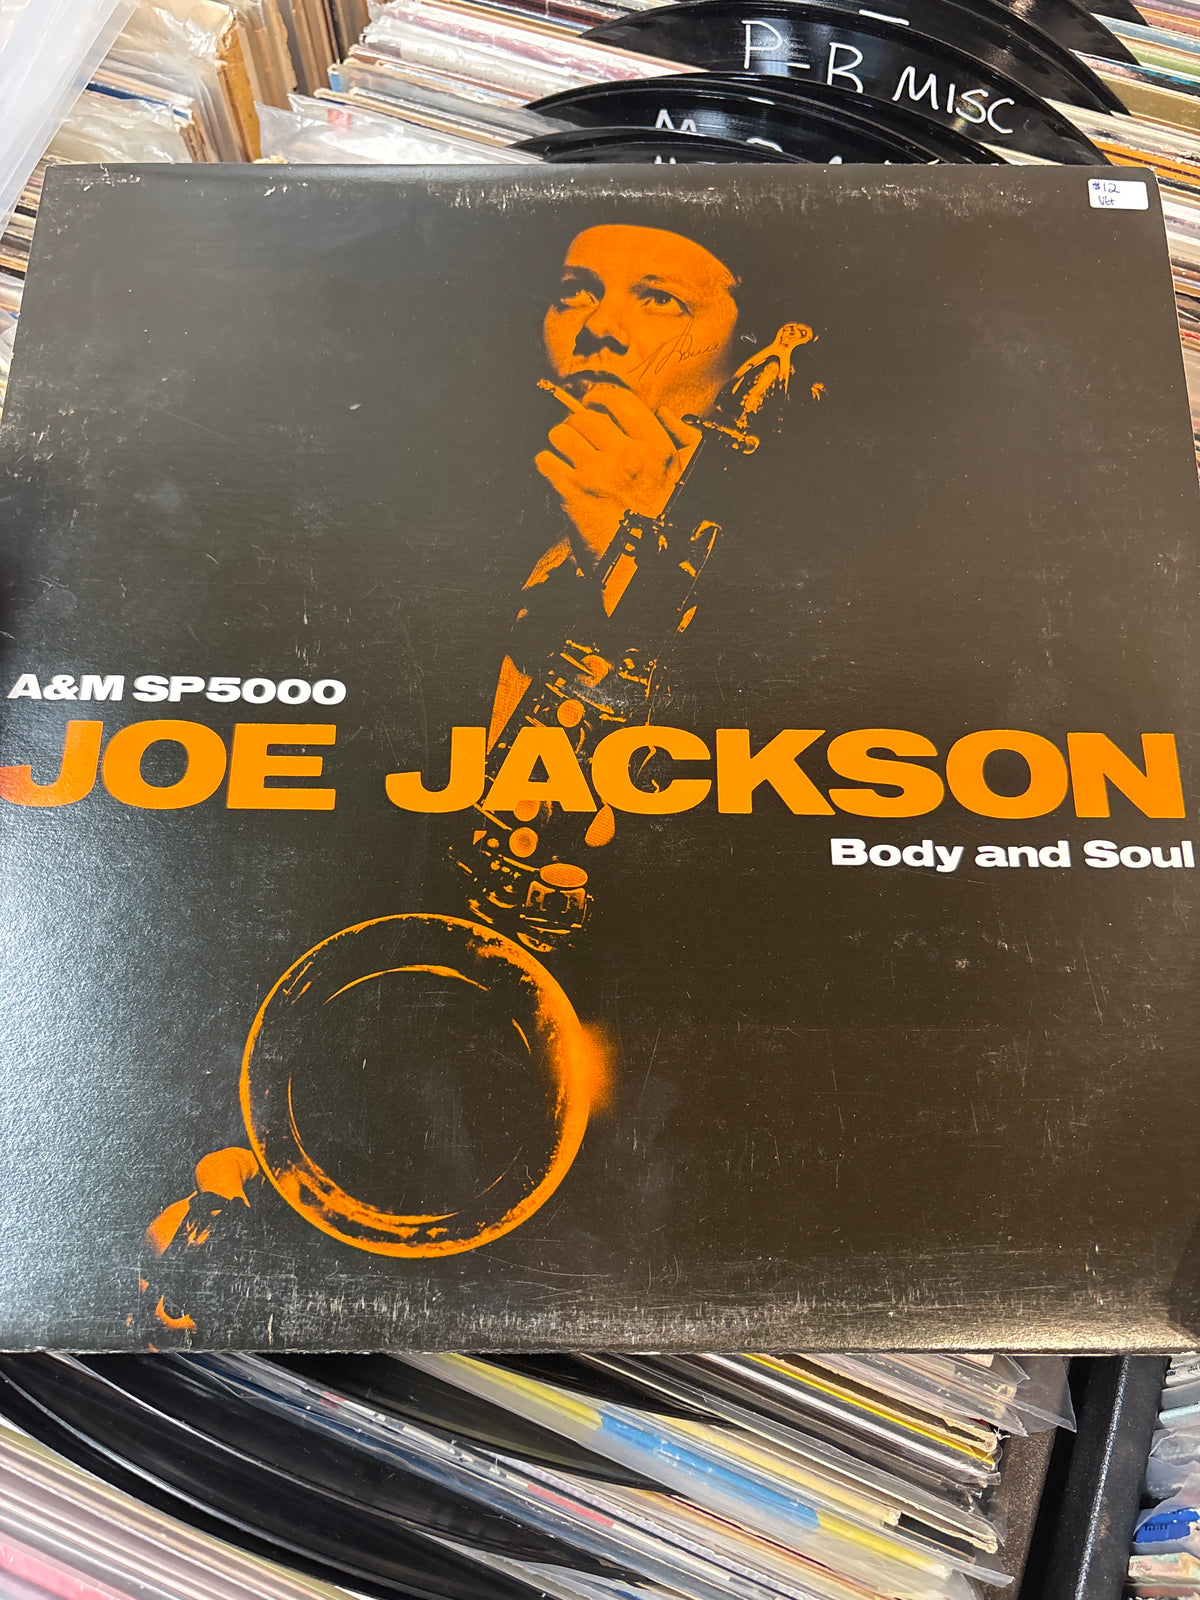 P-R MISC
$12
A&M SP5000
JOE JACKSON
Body and Soul